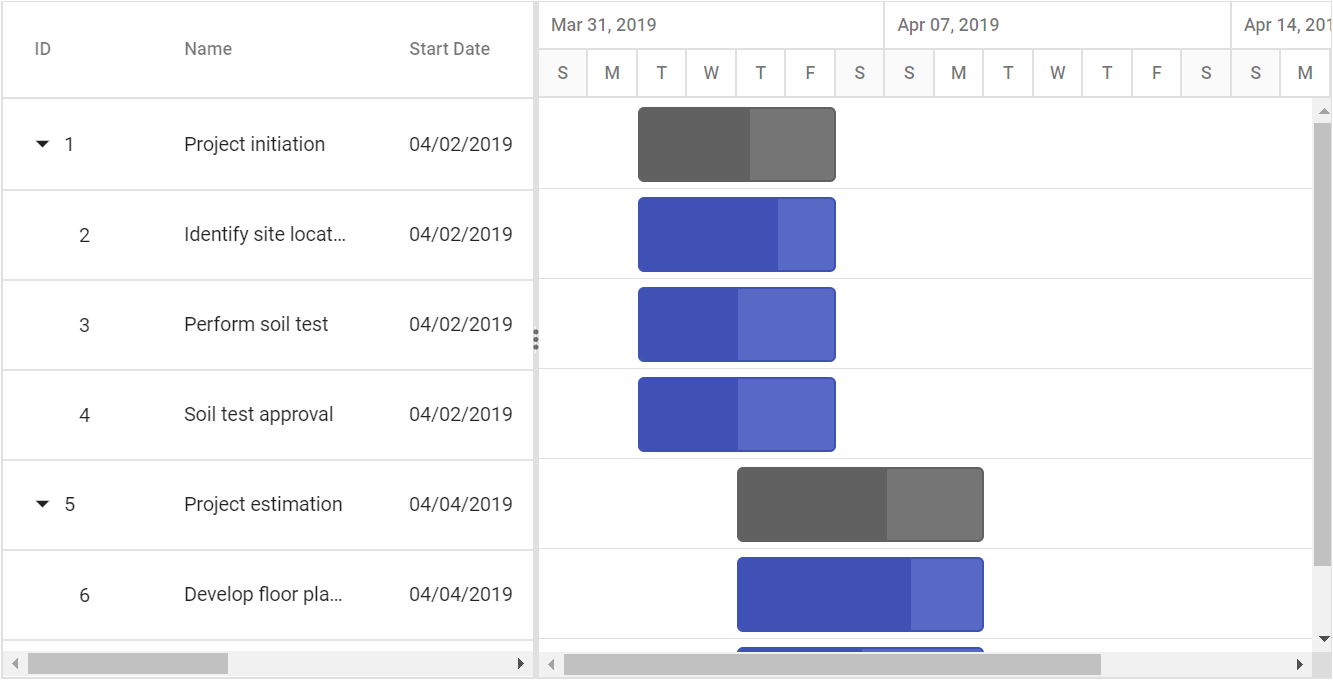 ID Name Start Date
Mar 31, 2019 Apr 07, 2019 Apr 14, 201
S M T W T F S S M T W T F S S M
1 Project initiation 04/02/2019
2 Identify site locat... 04/02/2019
3 Perform soil test 04/02/2019
4 Soil test approval 04/02/2019
5 Project estimation 04/04/2019
6 Develop floor pla... 04/04/2019